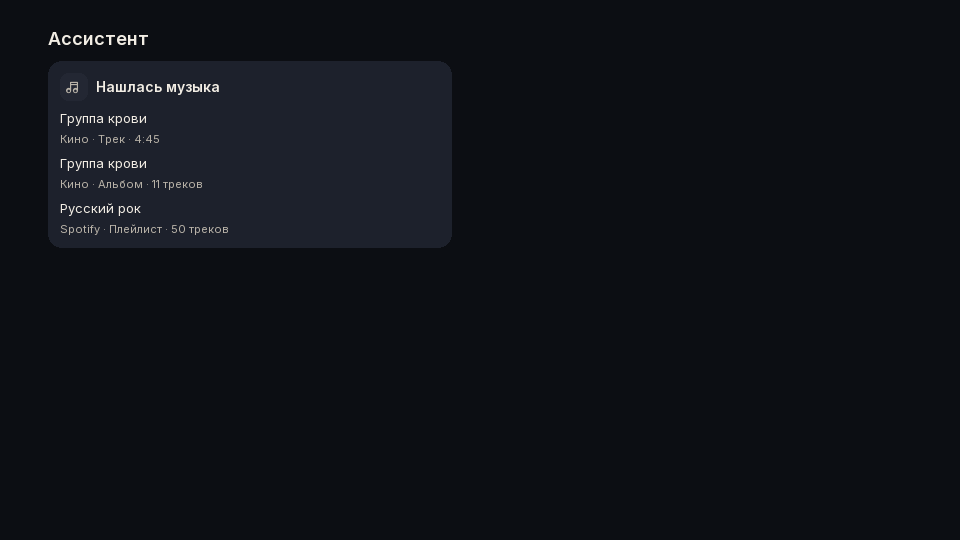 Ассистент
Нашлась музыка
Группа крови
Кино · Трек · 4:45
Группа крови
Кино · Альбом · 11 треков
Русский рок
Spotify · Плейлист · 50 треков